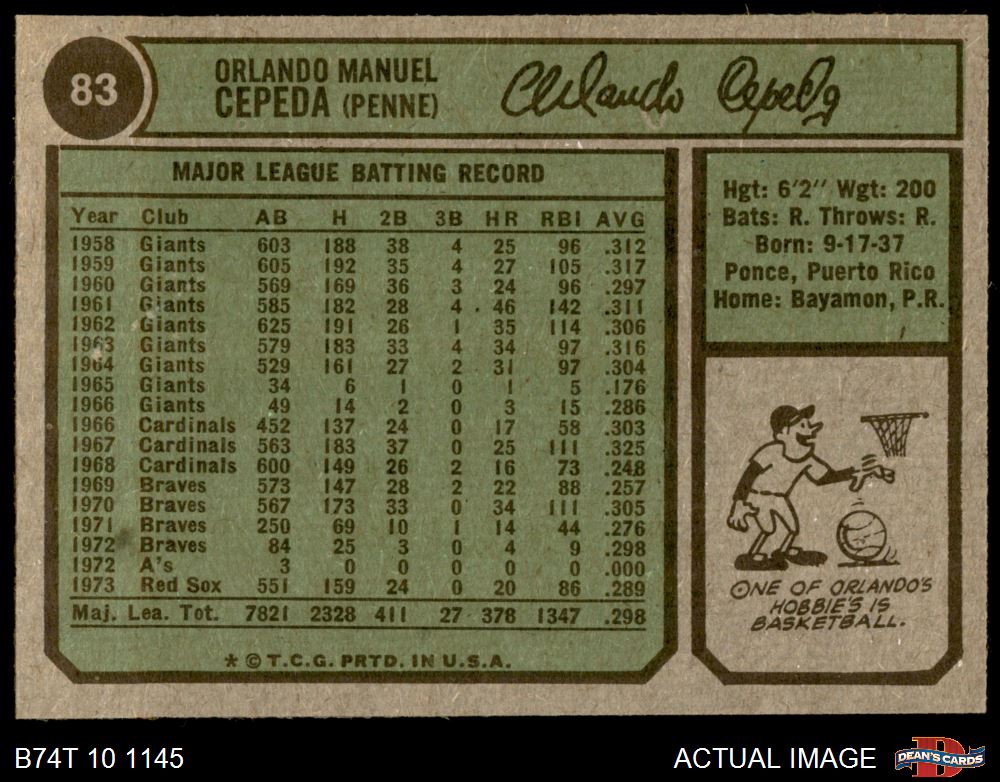 83
ORLANDO MANUEL
CEPEDA (PENNE)
Orlando Cepeda
MAJOR LEAGUE BATTING RECORD
Year Club AB H 2B 3B HR RBI AVG
1958 Giants 603 188 38 4 25 96 .312
1959 Giants 605 192 35 4 27 105 .317
1960 Giants 569 169 36 3 24 96 .297
1961 Giants 585 182 28 4 46 142 .311
1962 Giants 625 191 26 1 35 114 .306
1963 Giants 579 183 33 4 34 97 .316
1964 Giants 529 161 27 2 31 97 .304
1965 Giants 34 6 1 0 1 5 .176
1966 Giants 49 14 2 0 3 15 .286
1966 Cardinals 452 137 24 0 17 58 .303
1967 Cardinals 563 183 37 0 25 111 .325
1968 Cardinals 600 149 26 2 16 73 .248
1969 Braves 573 147 28 2 22 88 .257
1970 Braves 567 173 33 0 34 111 .305
1971 Braves 250 69 10 1 14 44 .276
1972 Braves 84 25 3 0 4 9 .298
1972 A's 3 0 0 0 0 0 .000
1973 Red Sox 551 159 24 0 20 86 .289
Maj. Lea. Tot. 7821 2328 411 27 378 1347 .298
* © T.C.G. PRTD. IN U.S.A.
Hgt: 6'2" Wgt: 200
Bats: R. Throws: R.
Born: 9-17-37
Ponce, Puerto Rico
Home: Bayamon, P.R.
ONE OF ORLANDO'S
HOBBIE'S IS
BASKETBALL.
B74T 10 1145
ACTUAL IMAGE
DEAN'S CARDS